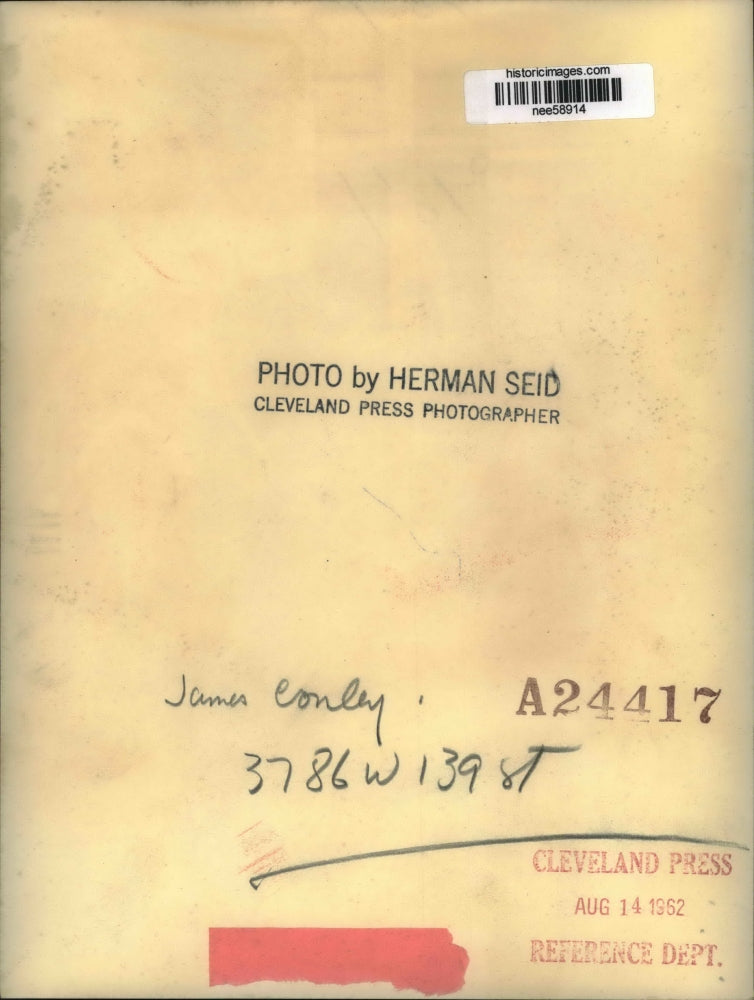 historicimages.com
nee58914
PHOTO by HERMAN SEID
CLEVELAND PRESS PHOTOGRAPHER
James Conley.
A24417
3786 W 139 ST
CLEVELAND PRESS
AUG 14 1962
REFERENCE DEPT.